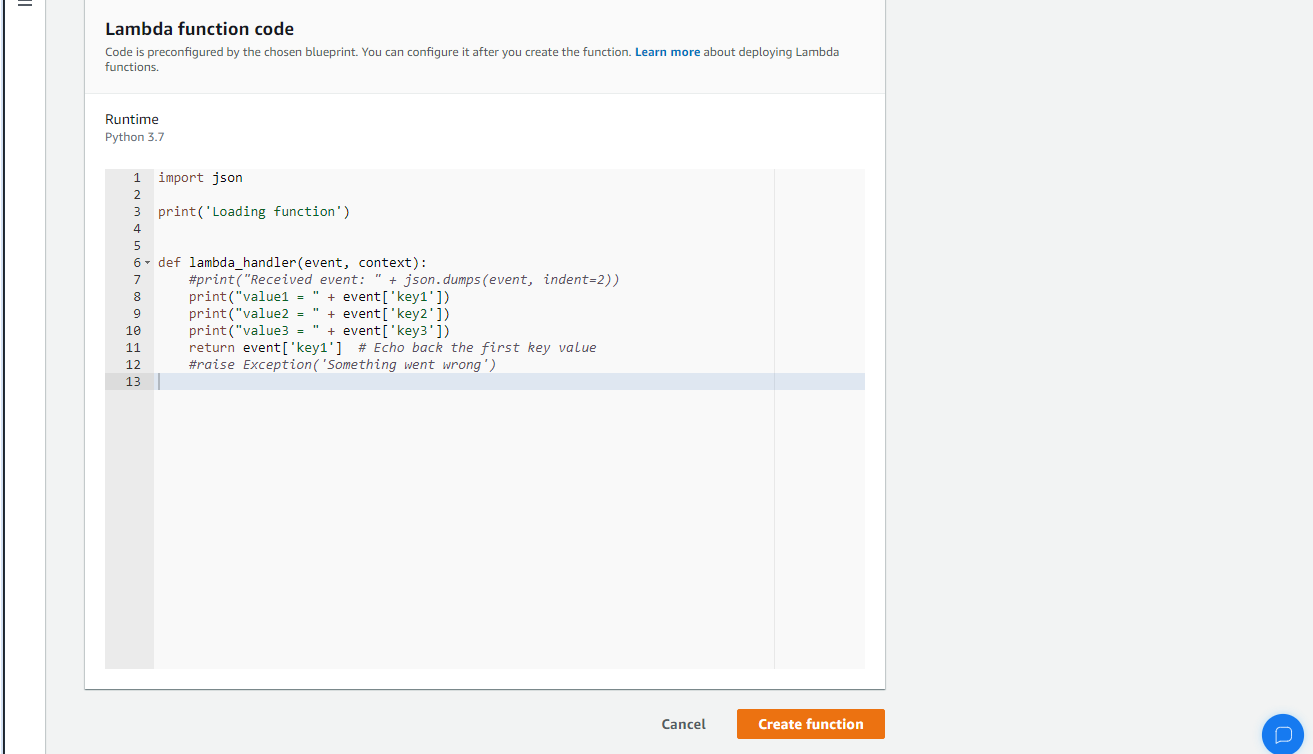 Lambda function code
Code is preconfigured by the chosen blueprint. You can configure it after you create the function. Learn more about deploying Lambda
functions.
Runtime
Python 3.7
1 import json
2
3 print('Loading function')
4
5
6 def lambda_handler(event, context):
7     #print("Received event: " + json.dumps(event, indent=2))
8     print("value1 = " + event['key1'])
9     print("value2 = " + event['key2'])
10     print("value3 = " + event['key3'])
11     return event['key1']  # Echo back the first key value
12     #raise Exception('Something went wrong')
13
Cancel Create function